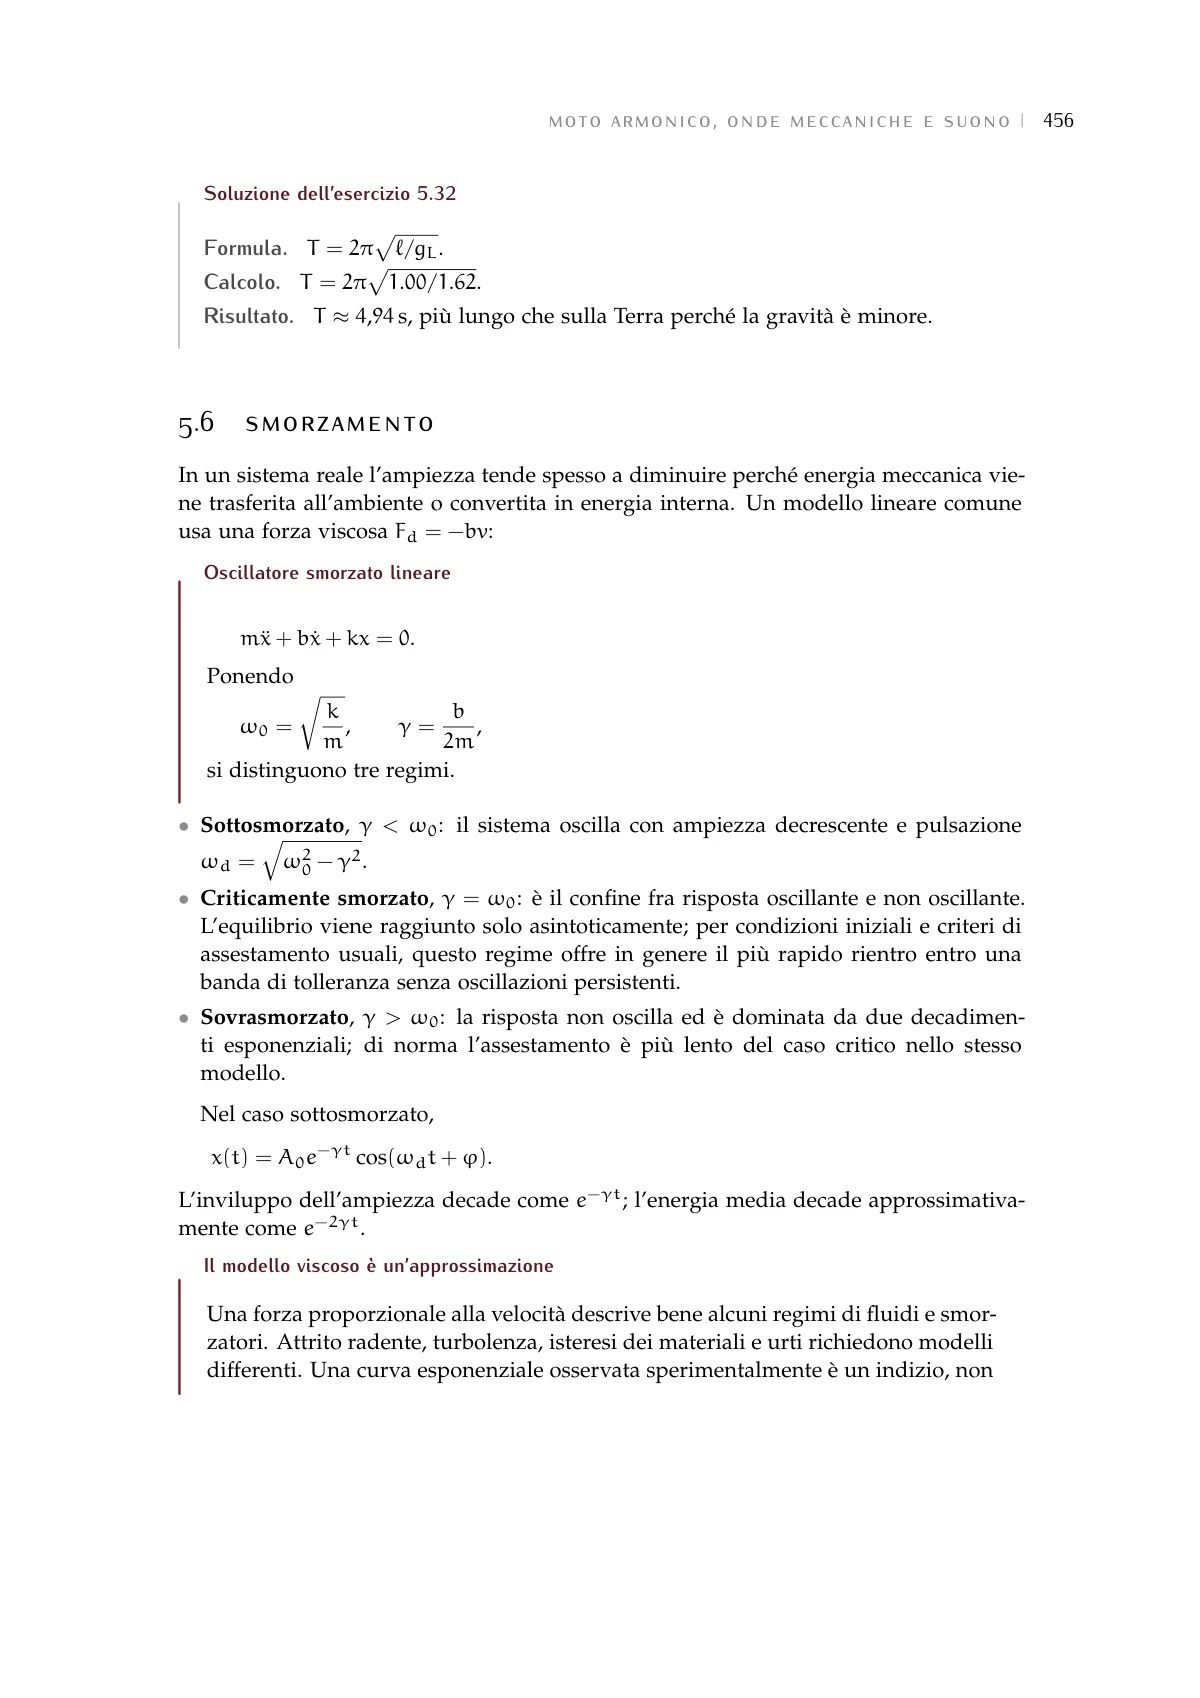 MOTO ARMONICO, ONDE MECCANICHE E SUONO | 456
Soluzione dell'esercizio 5.32
Formula. T = 2π√(ℓ/g_L).
Calcolo. T = 2π√(1.00/1.62).
Risultato. T ≈ 4,94 s, più lungo che sulla Terra perché la gravità è minore.
5.6 SMORZAMENTO
In un sistema reale l'ampiezza tende spesso a diminuire perché energia meccanica vie-
ne trasferita all'ambiente o convertita in energia interna. Un modello lineare comune
usa una forza viscosa F_d = −bv:
Oscillatore smorzato lineare
mẍ + bẋ + kx = 0.
Ponendo
ω₀ = √(k/m), γ = b/2m,
si distinguono tre regimi.
• Sottosmorzato, γ < ω₀: il sistema oscilla con ampiezza decrescente e pulsazione
ω_d = √(ω₀² − γ²).
• Criticamente smorzato, γ = ω₀: è il confine fra risposta oscillante e non oscillante.
L'equilibrio viene raggiunto solo asintoticamente; per condizioni iniziali e criteri di
assestamento usuali, questo regime offre in genere il più rapido rientro entro una
banda di tolleranza senza oscillazioni persistenti.
• Sovrasmorzato, γ > ω₀: la risposta non oscilla ed è dominata da due decadimen-
ti esponenziali; di norma l'assestamento è più lento del caso critico nello stesso
modello.
Nel caso sottosmorzato,
x(t) = A₀e^{−γt} cos(ω_d t + φ).
L'inviluppo dell'ampiezza decade come e^{−γt}; l'energia media decade approssimativa-
mente come e^{−2γt}.
Il modello viscoso è un'approssimazione
Una forza proporzionale alla velocità descrive bene alcuni regimi di fluidi e smor-
zatori. Attrito radente, turbolenza, isteresi dei materiali e urti richiedono modelli
differenti. Una curva esponenziale osservata sperimentalmente è un indizio, non